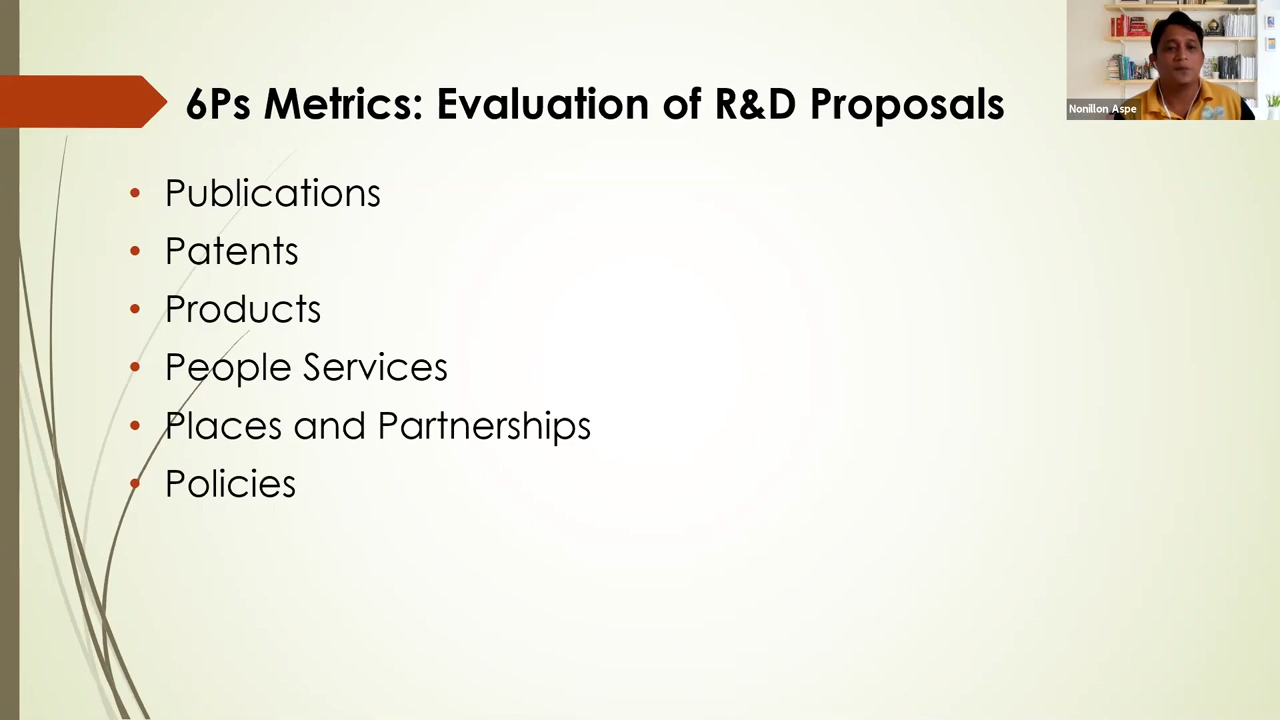 6Ps Metrics: Evaluation of R&D Proposals
Nonillon Aspe
• Publications
• Patents
• Products
• People Services
• Places and Partnerships
• Policies